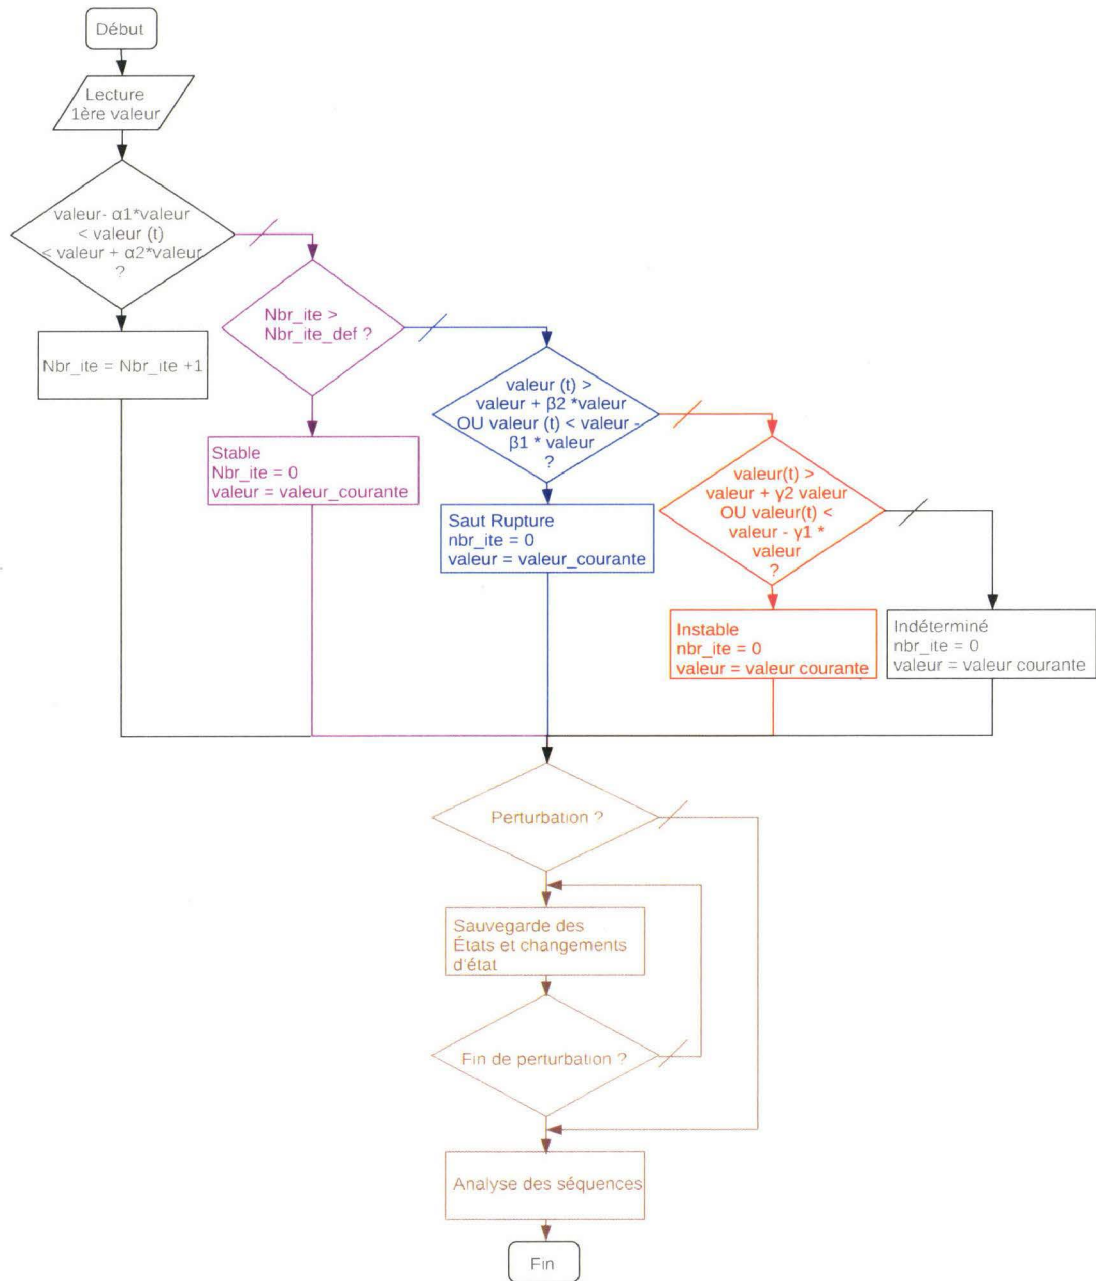 Début
Lecture
1ère valeur
valeur- α1*valeur
< valeur (t)
< valeur + α2*valeur
?
Nbr_ite = Nbr_ite +1
Nbr_ite >
Nbr_ite_def ?
Stable
Nbr_ite = 0
valeur = valeur_courante
valeur (t) >
valeur + β2 *valeur
OU valeur (t) < valeur -
β1 * valeur
?
Saut Rupture
nbr_ite = 0
valeur = valeur_courante
valeur(t) >
valeur + γ2 valeur
OU valeur(t) <
valeur - γ1 *
valeur
?
Instable
nbr_ite = 0
valeur = valeur courante
Indéterminé
nbr_ite = 0
valeur = valeur courante
Perturbation ?
Sauvegarde des
États et changements
d'état
Fin de perturbation ?
Analyse des séquences
Fin